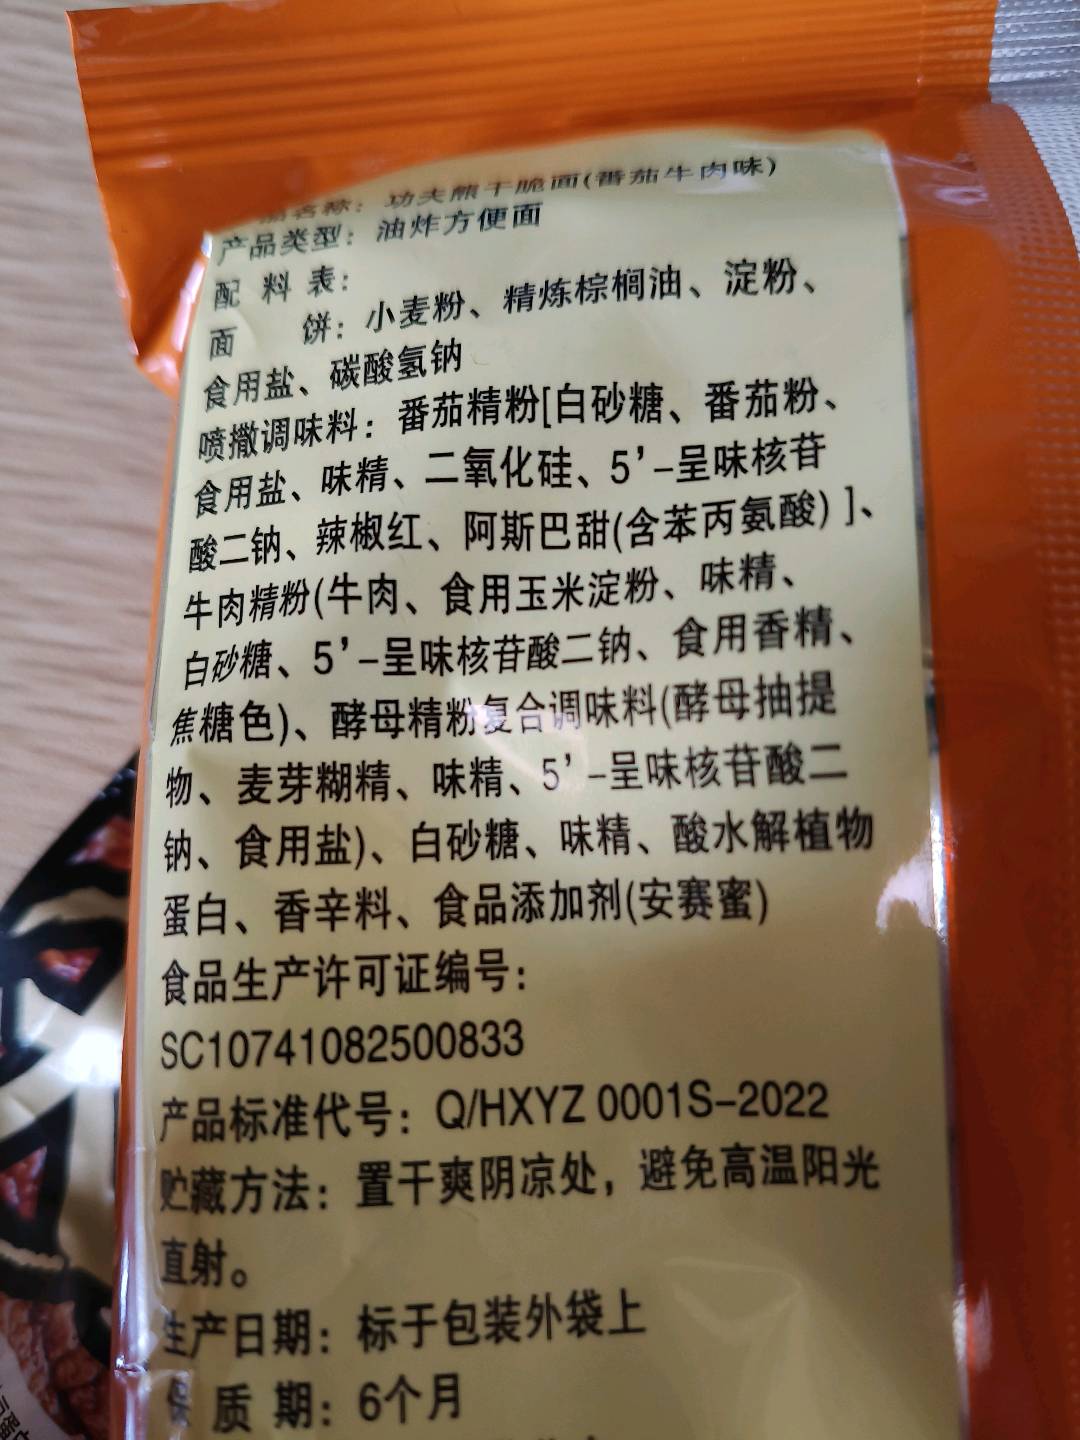 品名称：功夫熊干脆面(番茄牛肉味)
产品类型：油炸方便面
配料表：
面饼：小麦粉、精炼棕榈油、淀粉、
食用盐、碳酸氢钠
喷撒调味料：番茄精粉[白砂糖、番茄粉、
食用盐、味精、二氧化硅、5’-呈味核苷
酸二钠、辣椒红、阿斯巴甜(含苯丙氨酸)]、
牛肉精粉(牛肉、食用玉米淀粉、味精、
白砂糖、5’-呈味核苷酸二钠、食用香精、
焦糖色)、酵母精粉复合调味料(酵母抽提
物、麦芽糊精、味精、5’-呈味核苷酸二
钠、食用盐)、白砂糖、味精、酸水解植物
蛋白、香辛料、食品添加剂(安赛蜜)
食品生产许可证编号：
SC10741082500833
产品标准代号：Q/HXYZ 0001S-2022
贮藏方法：置干爽阴凉处，避免高温阳光
直射。
生产日期：标于包装外袋上
保质期：6个月